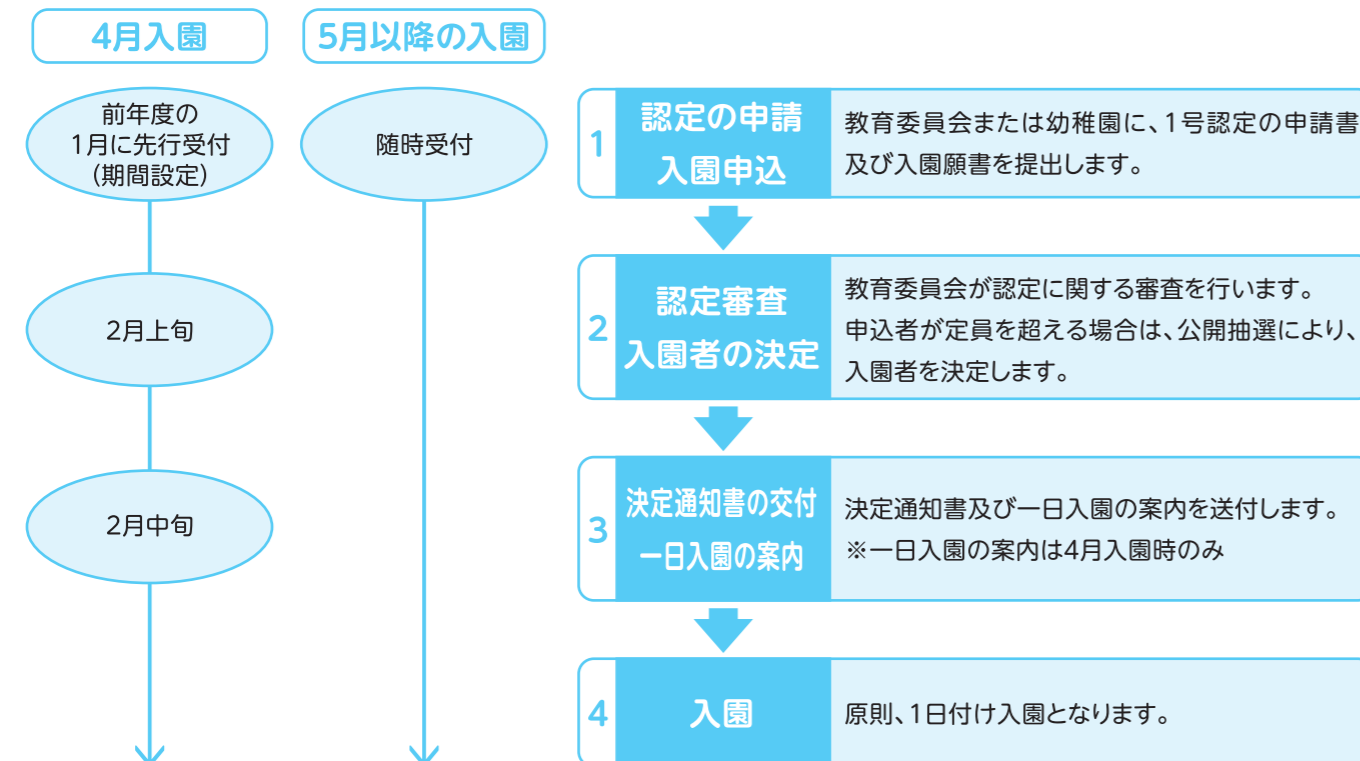 4月入園
5月以降の入園
前年度の
1月に先行受付
(期間設定)
随時受付
1
認定の申請
入園申込
教育委員会または幼稚園に、1号認定の申請書
及び入園願書を提出します。
2月上旬
2
認定審査
入園者の決定
教育委員会が認定に関する審査を行います。
申込者が定員を超える場合は、公開抽選により、
入園者を決定します。
2月中旬
3
決定通知書の交付
一日入園の案内
決定通知書及び一日入園の案内を送付します。
※一日入園の案内は4月入園時のみ
4
入園
原則、1日付け入園となります。